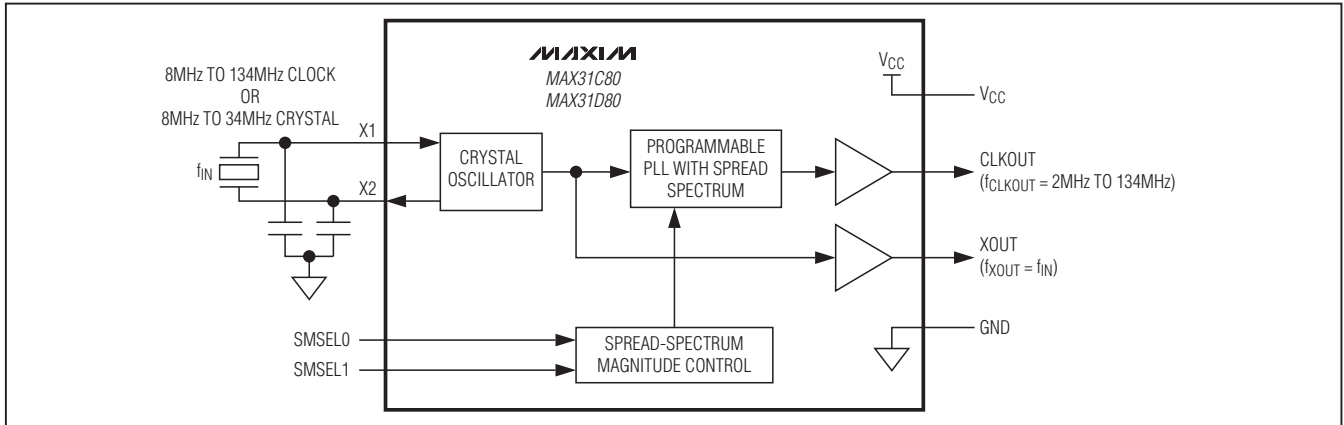 MAXIM
MAX31C80
MAX31D80
8MHz TO 134MHz CLOCK
OR
8MHz TO 34MHz CRYSTAL
fIN
X1
X2
CRYSTAL
OSCILLATOR
PROGRAMMABLE
PLL WITH SPREAD
SPECTRUM
VCC
VCC
CLKOUT
(fCLKOUT = 2MHz TO 134MHz)
XOUT
(fXOUT = fIN)
GND
SMSEL0
SMSEL1
SPREAD-SPECTRUM
MAGNITUDE CONTROL